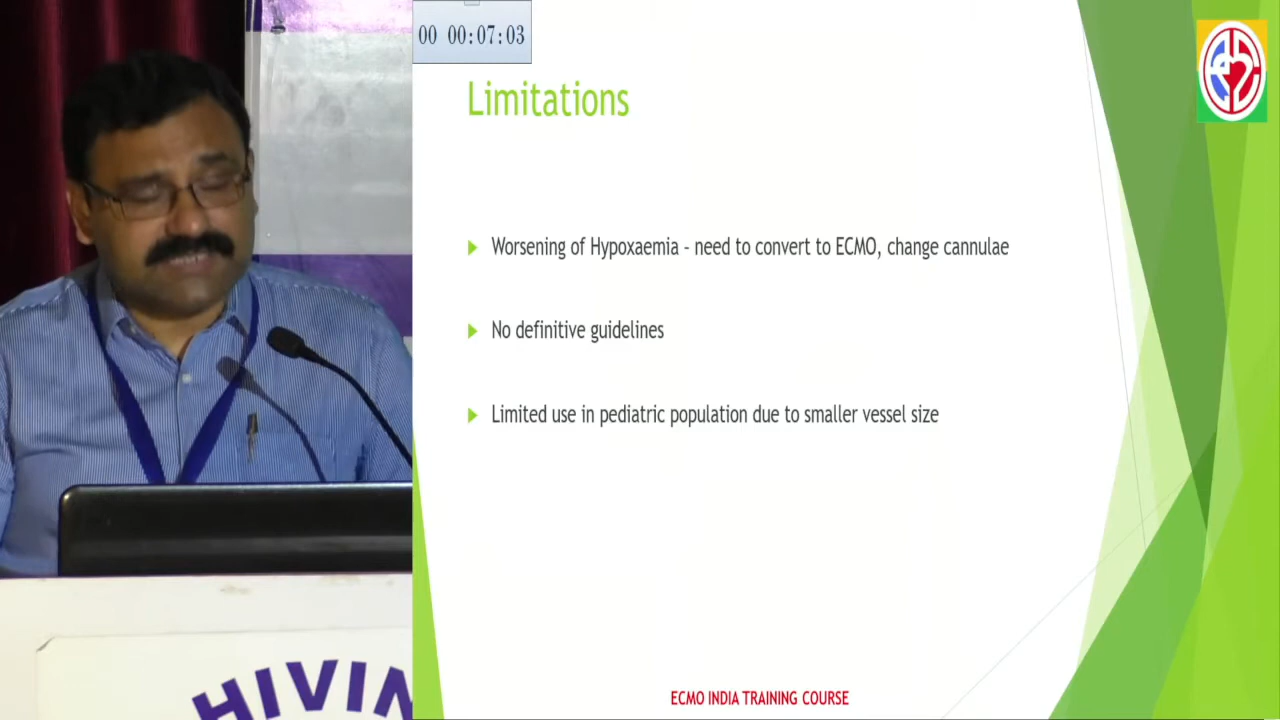 00 00:07:03
Limitations
Worsening of Hypoxaemia - need to convert to ECMO, change cannulae
No definitive guidelines
Limited use in pediatric population due to smaller vessel size
HIVIN
ECMO INDIA TRAINING COURSE